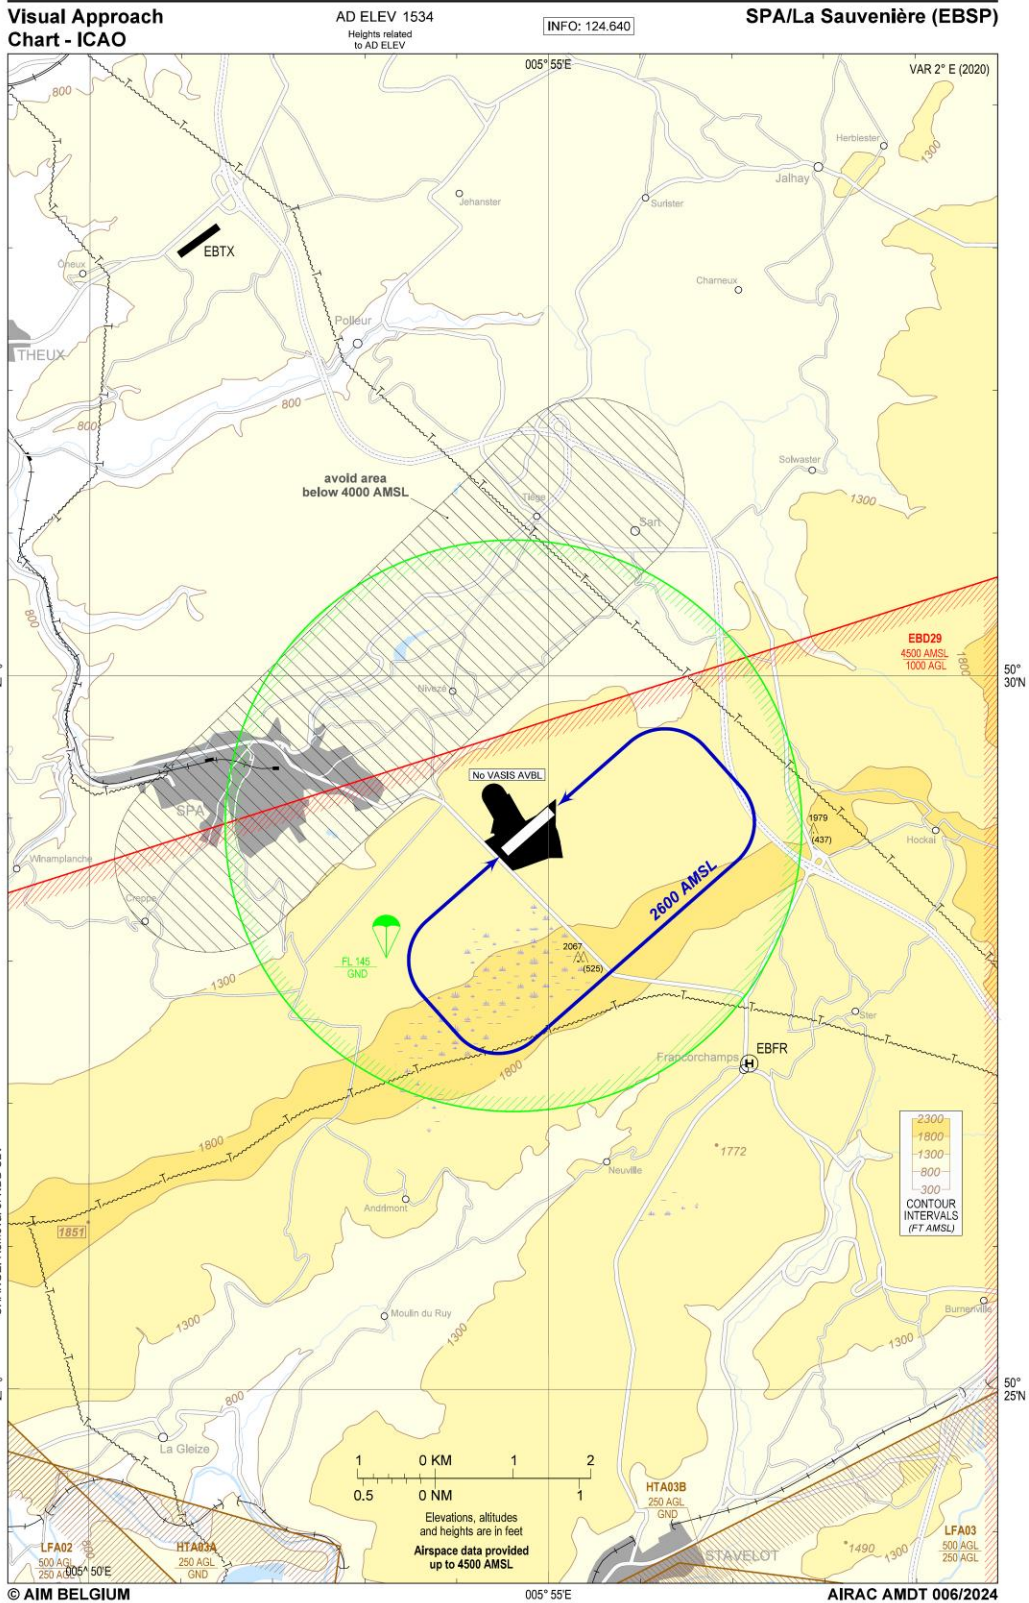 Visual Approach
Chart - ICAO
AD ELEV 1534
Heights related
to AD ELEV
INFO: 124.640
SPA/La Sauvenière (EBSP)
005° 55'E
VAR 2° E (2020)
800
Herbiester
1300
Jalhay
Jehanster
Surister
EBTX
Oneux
Charneux
Polleur
THEUX
800
800
avoid area
below 4000 AMSL
Solwaster
1300
Tiège
Sart
800
EBD29
4500 AMSL
1000 AGL
1800
50°
30'N
Nivezé
No VASIS AVBL
SPA
1979
(437)
Hockai
Winamplanche
2600 AMSL
Creppe
FL 145
GND
2067
(525)
1300
Ster
EBFR
Francorchamps
1800
2300
1800
1300
800
300
CONTOUR
INTERVALS
(FT AMSL)
1800
1772
Neuville
Andrimont
1851
Moulin du Ruy
Burnenville
1300
1300
50°
25'N
800
La Gleize
1 0 KM 1 2
0.5 0 NM 1
HTA03B
250 AGL
GND
Elevations, altitudes
and heights are in feet
Airspace data provided
up to 4500 AMSL
LFA02
500 AGL
250 AGL
HTA03A
250 AGL
GND
800
STAVELOT
1490
1300
LFA03
500 AGL
250 AGL
005° 50'E
© AIM BELGIUM
005° 55'E
AIRAC AMDT 006/2024